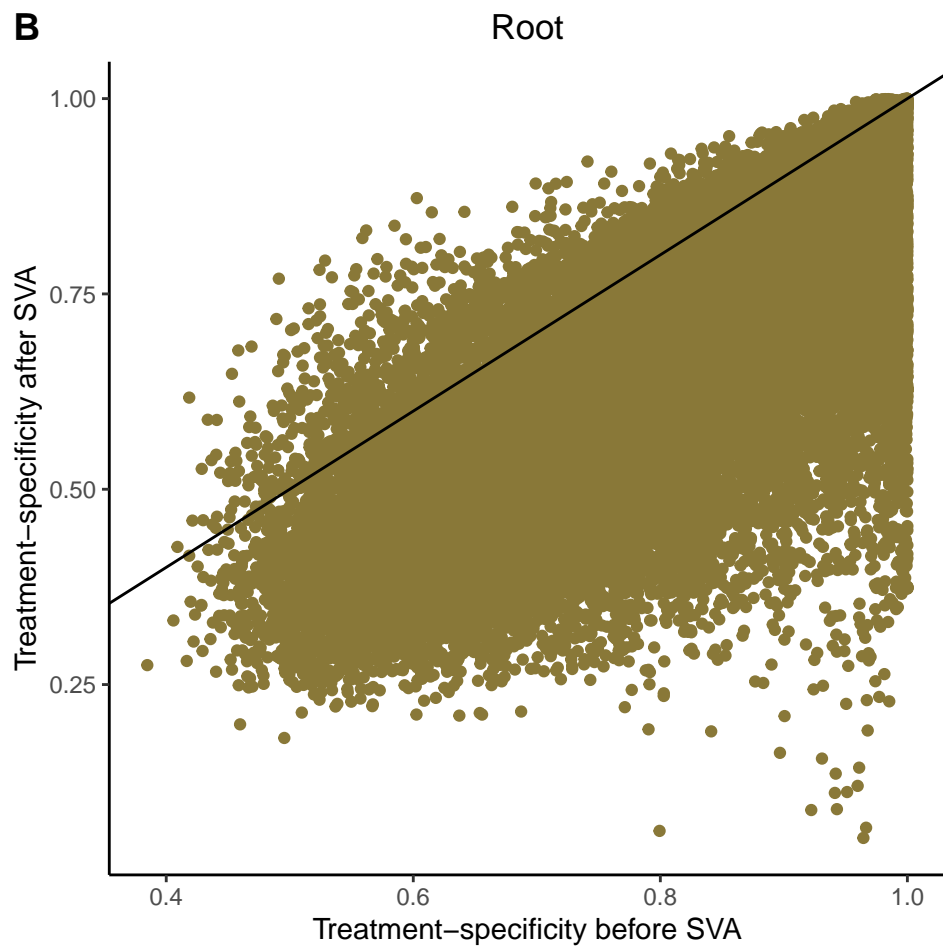 B
Root
Treatment−specificity after SVA
1.00
0.75
0.50
0.25
0.4 0.6 0.8 1.0
Treatment−specificity before SVA